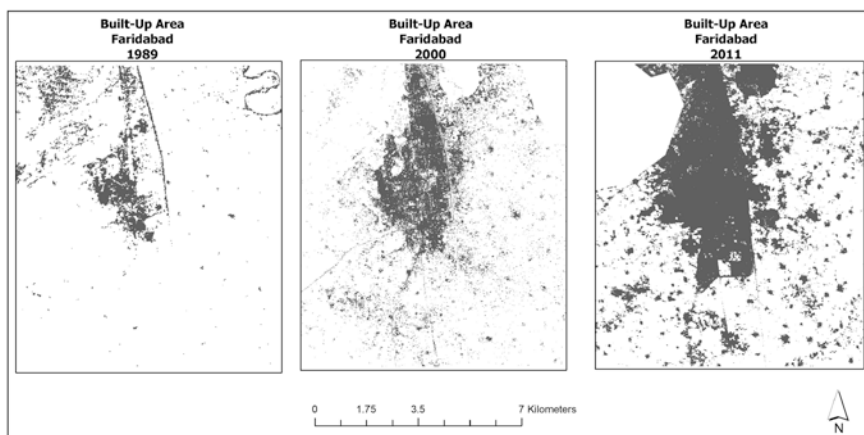 Built-Up Area
Faridabad
1989
Built-Up Area
Faridabad
2000
Built-Up Area
Faridabad
2011
0 1.75 3.5 7 Kilometers
N